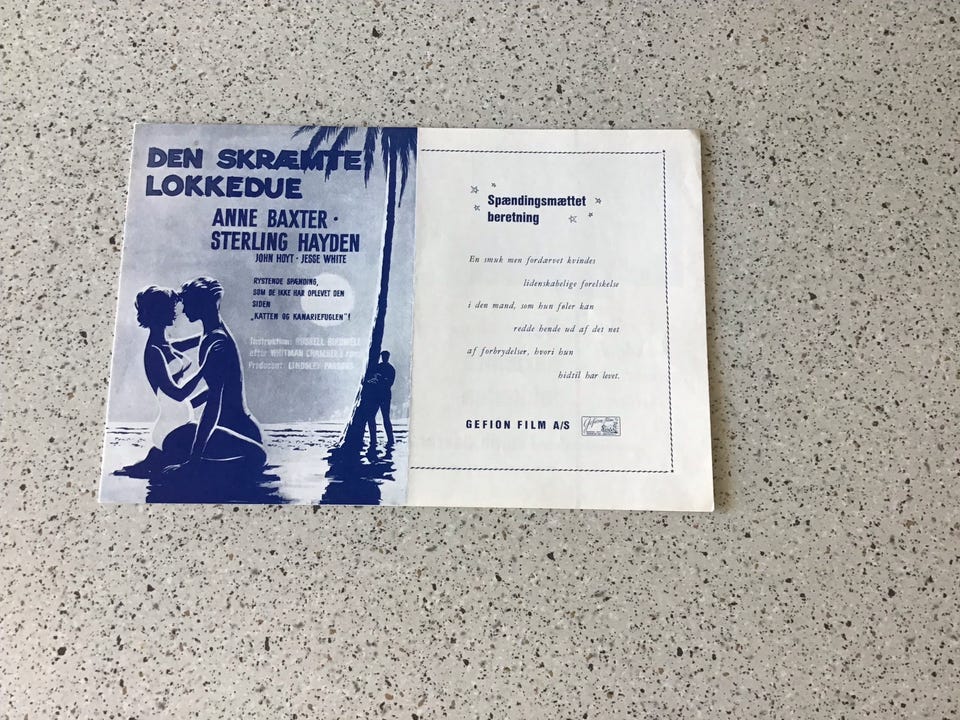 DEN SKRÆMTE
LOKKEDUE
ANNE BAXTER ·
STERLING HAYDEN
JOHN HOYT · JESSE WHITE
RYSTENDE SPÆNDING,
SOM DE IKKE HAR OPLEVET DEN
SIDEN
„KATTEN OG KANARIEFUGLEN"!
Instruktion: RUSSELL BIRDWELL
efter WHITMAN CHAMBERS
Producent: LINDSLEY PARSONS
Spændingsmættet
beretning
En smuk men fordærvet kvindes
lidenskabelige forelskelse
i den mand, som hun føler kan
redde hende ud af det net
af forbrydelser, hvori hun
hidtil har levet.
GEFION FILM A/S
Gefion film